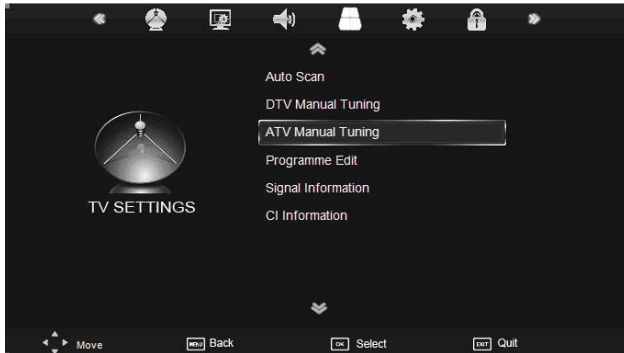 Auto Scan
DTV Manual Tuning
ATV Manual Tuning
Programme Edit
Signal Information
CI Information
TV SETTINGS
Move MENU Back OK Select EXIT Quit